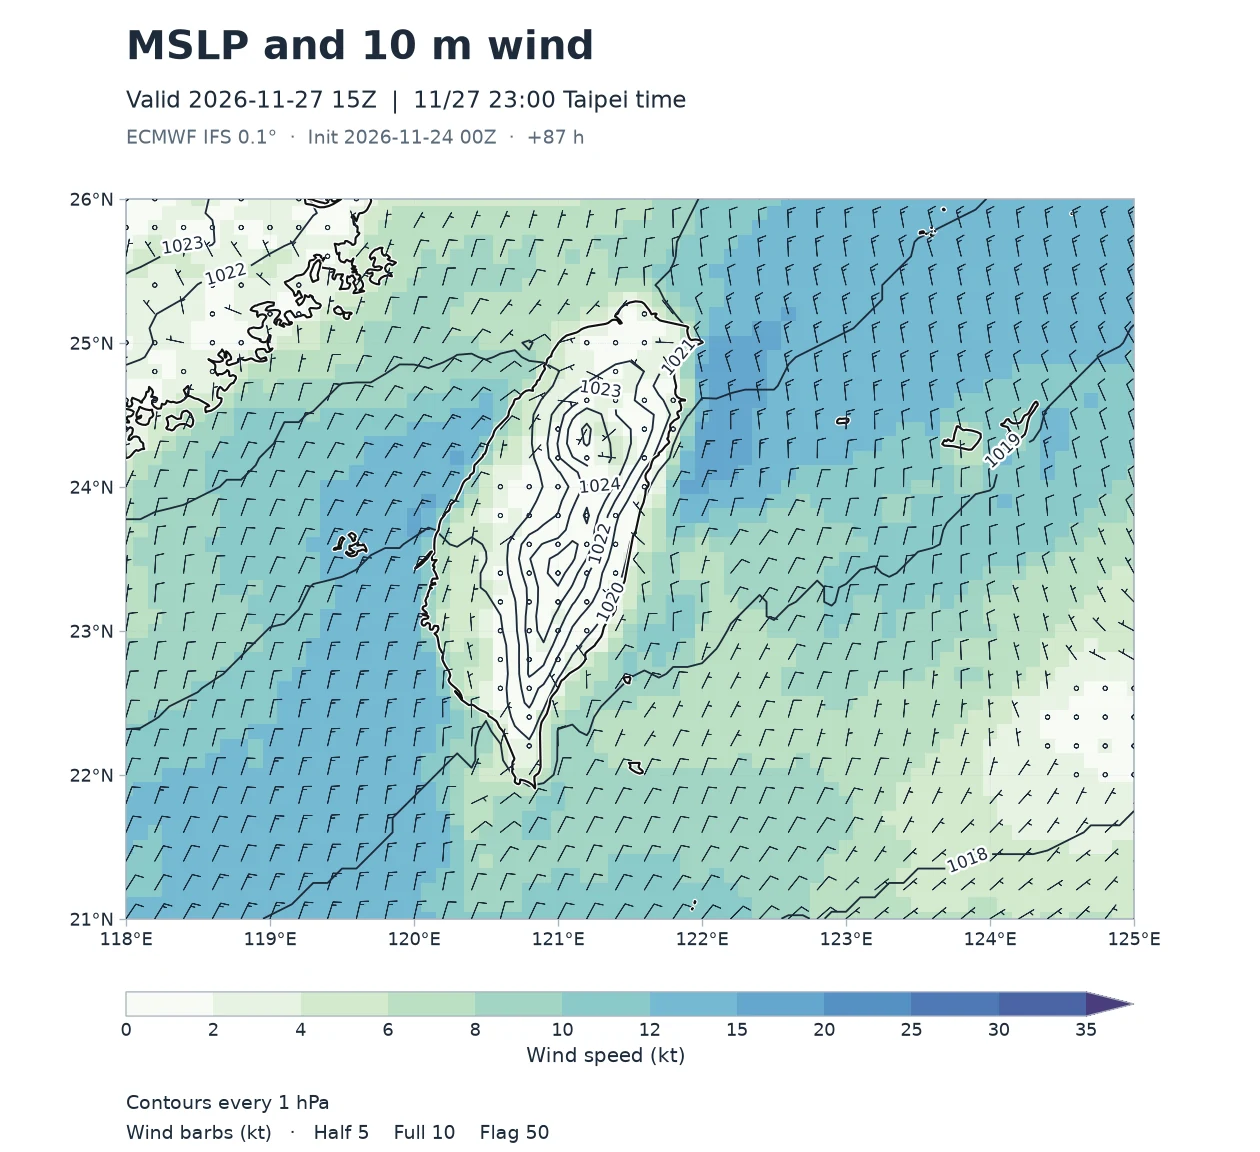 MSLP and 10 m wind
Valid 2026-11-27 15Z | 11/27 23:00 Taipei time
ECMWF IFS 0.1° · Init 2026-11-24 00Z · +87 h
26°N
25°N
24°N
23°N
22°N
21°N
1023
1022
1021
1023
1024
1022
1020
1019
1018
118°E 119°E 120°E 121°E 122°E 123°E 124°E 125°E
0 2 4 6 8 10 12 15 20 25 30 35
Wind speed (kt)
Contours every 1 hPa
Wind barbs (kt) · Half 5 Full 10 Flag 50